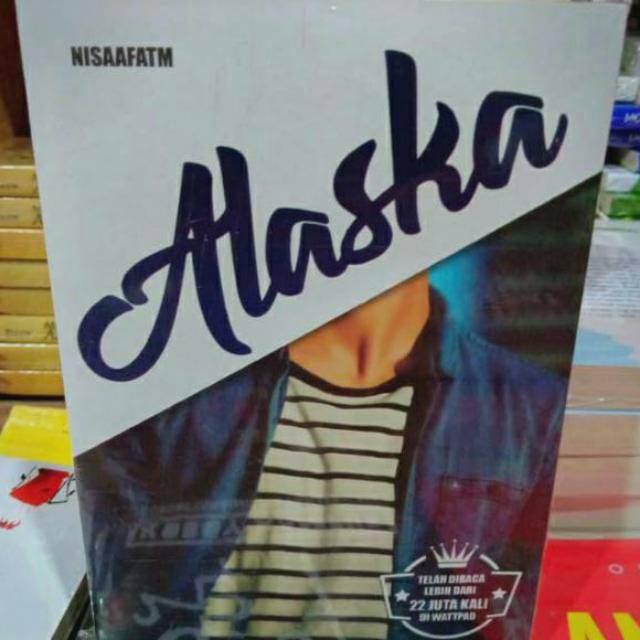 NISAAFATM
Alaska
TELAH DIBACA
LEBIH DARI
22 JUTA KALI
DI WATTPAD